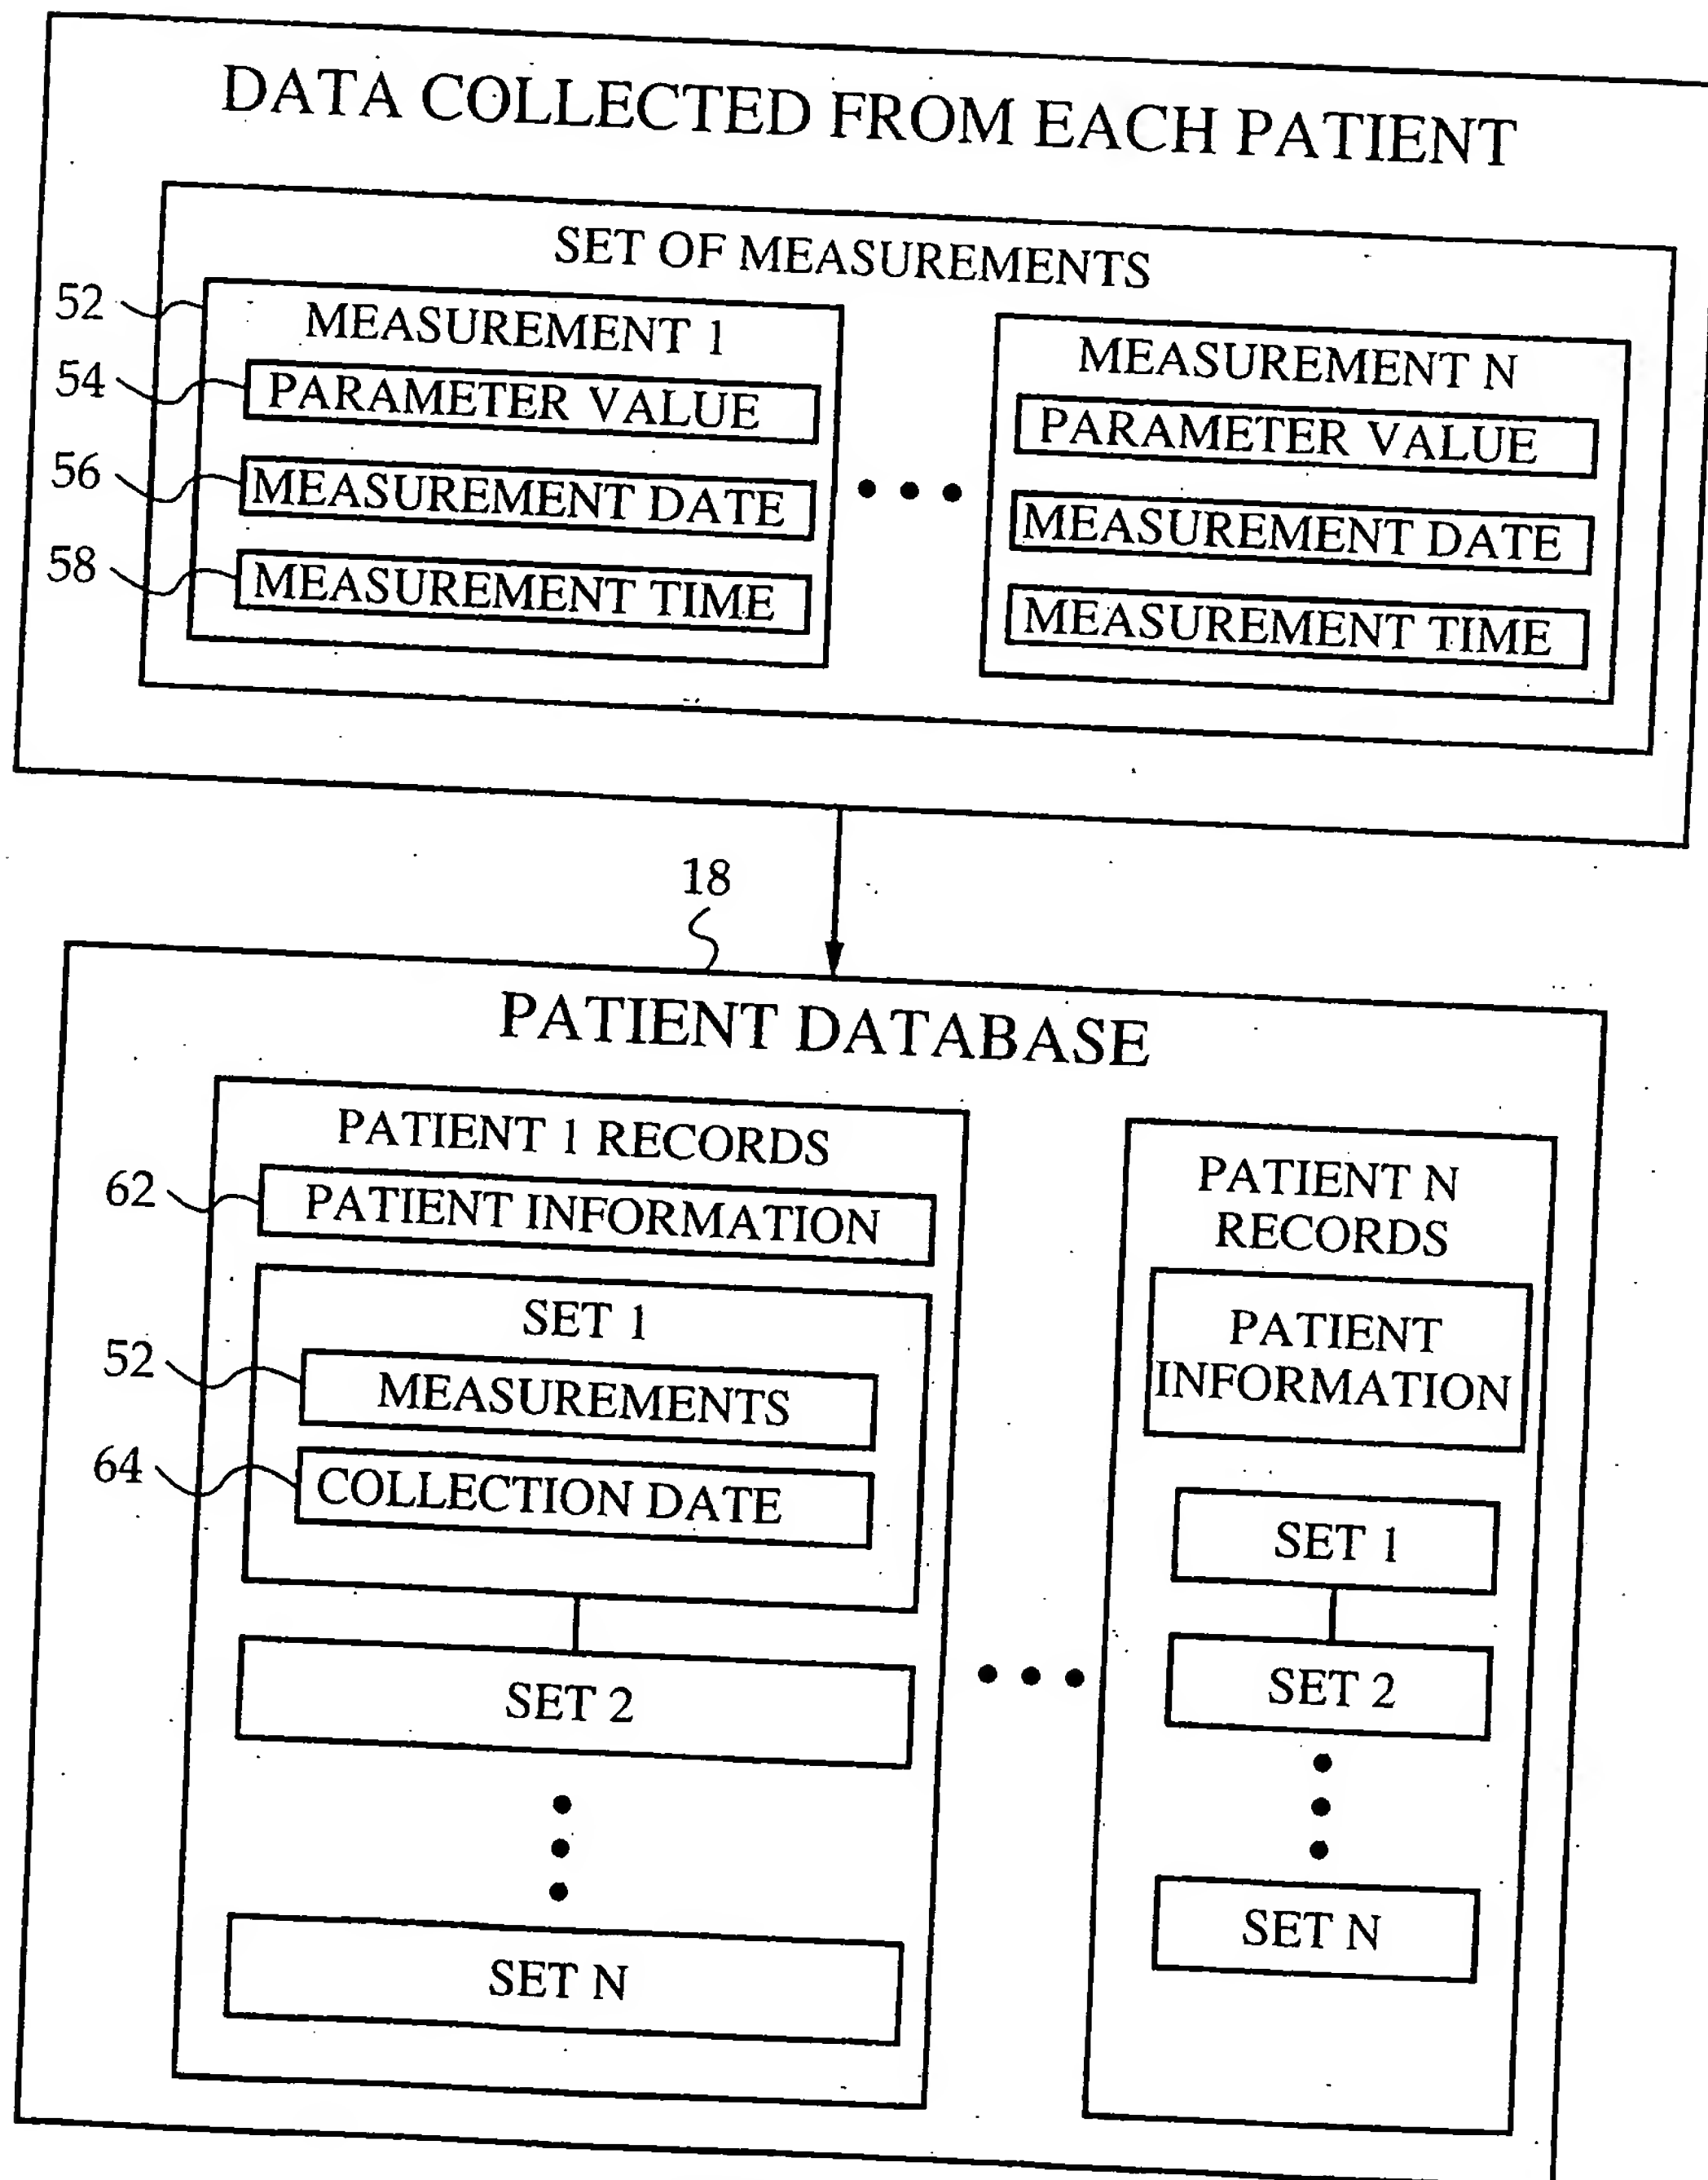 DATA COLLECTED FROM EACH PATIENT
SET OF MEASUREMENTS
52
MEASUREMENT 1
54
PARAMETER VALUE
56
MEASUREMENT DATE
58
MEASUREMENT TIME
MEASUREMENT N
PARAMETER VALUE
MEASUREMENT DATE
MEASUREMENT TIME
18
PATIENT DATABASE
PATIENT 1 RECORDS
62
PATIENT INFORMATION
SET 1
52
MEASUREMENTS
64
COLLECTION DATE
SET 2
SET N
PATIENT N
RECORDS
PATIENT
INFORMATION
SET 1
SET 2
SET N